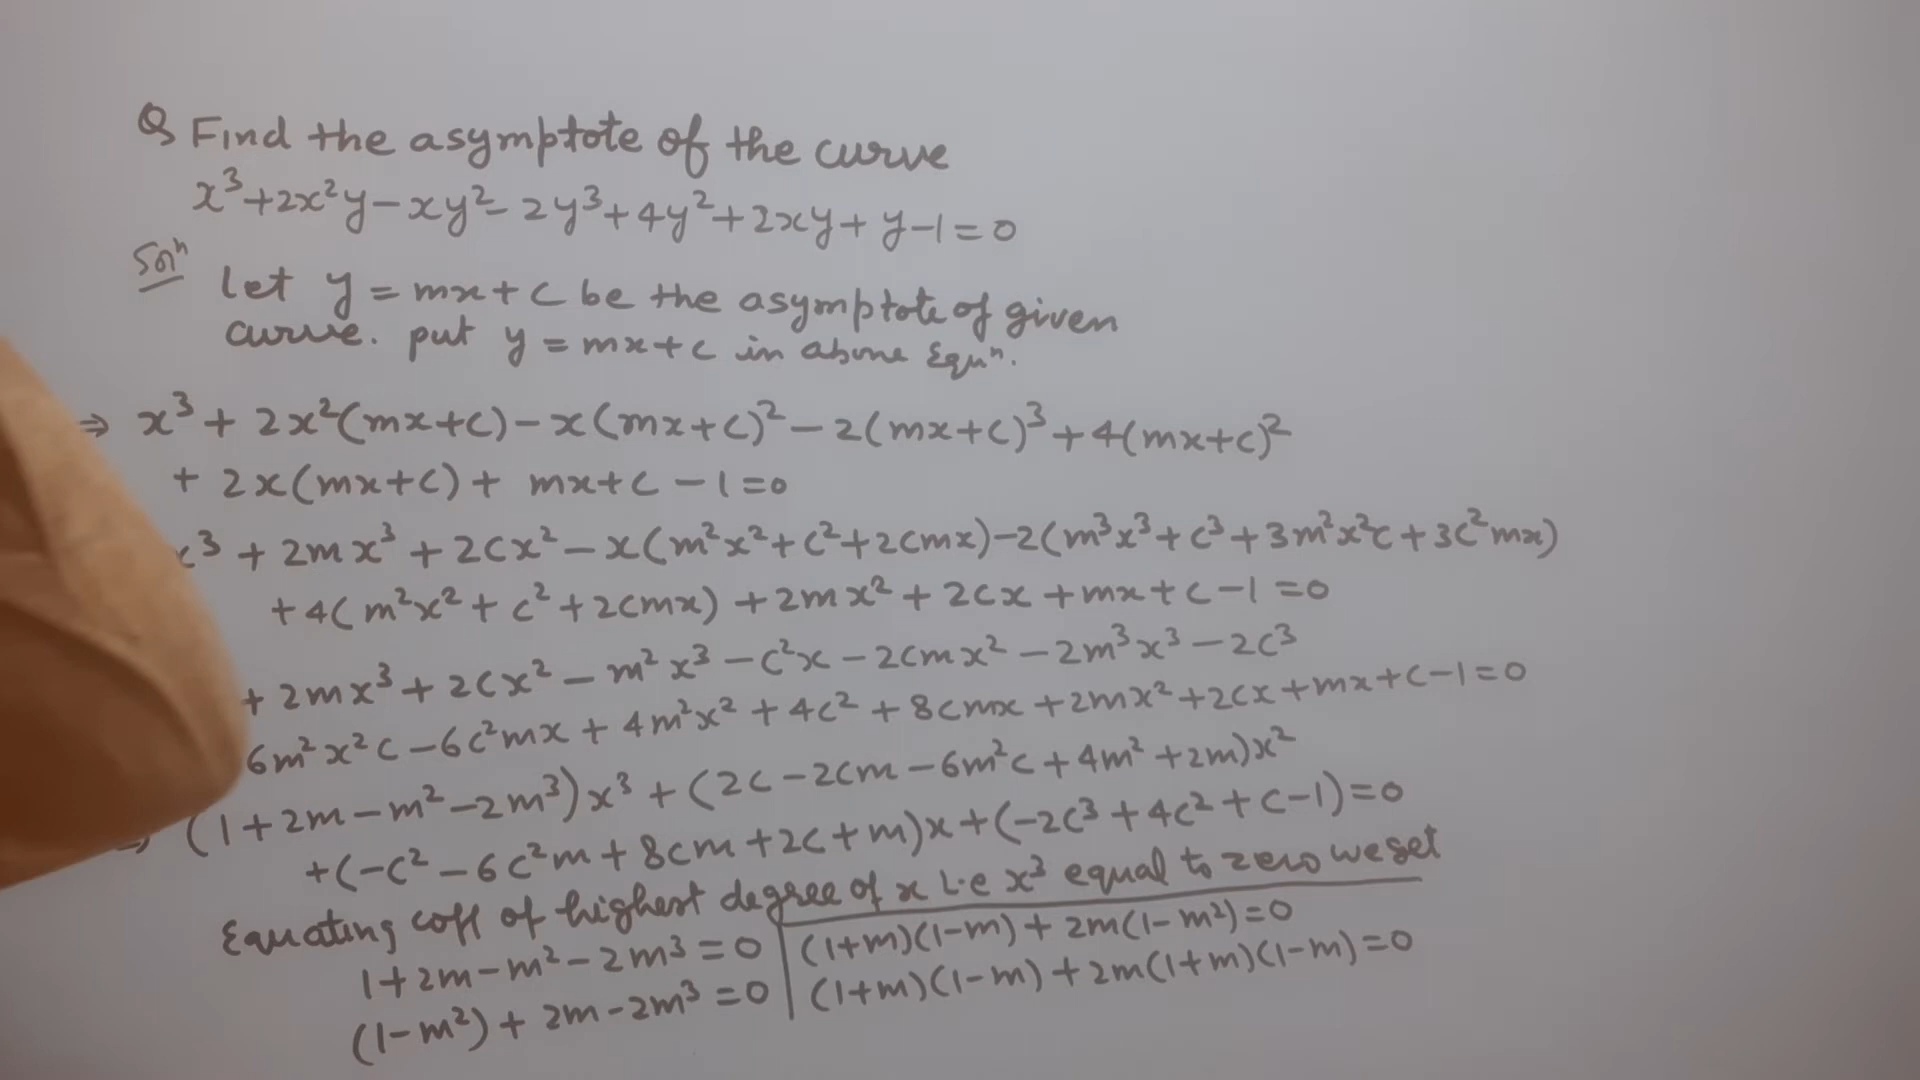 Q Find the asymptote of the curve
x³+2x²y-xy²-2y³+4y²+2xy+y-1=0
Solⁿ
Let y=mx+c be the asymptote of given
curve. put y=mx+c in above Equⁿ.
⇒ x³+2x²(mx+c)-x(mx+c)²-2(mx+c)³+4(mx+c)²
+2x(mx+c)+mx+c-1=0
x³+2mx³+2cx²-x(m²x²+c²+2cmx)-2(m³x³+c³+3m²x²c+3c²mx)
+4(m²x²+c²+2cmx)+2mx²+2cx+mx+c-1=0
+2mx³+2cx²-m²x³-c²x-2cmx²-2m³x³-2c³
6m²x²c-6c²mx+4m²x²+4c²+8cmx+2mx²+2cx+mx+c-1=0
(1+2m-m²-2m³)x³+(2c-2cm-6m²c+4m²+2m)x²
+(-c²-6c²m+8cm+2c+m)x+(-2c³+4c²+c-1)=0
Equating coff of highest degree of x i.e x³ equal to zero we get
1+2m-m²-2m³=0
(1-m²)+2m-2m³=0
(1+m)(1-m)+2m(1-m²)=0
(1+m)(1-m)+2m(1+m)(1-m)=0